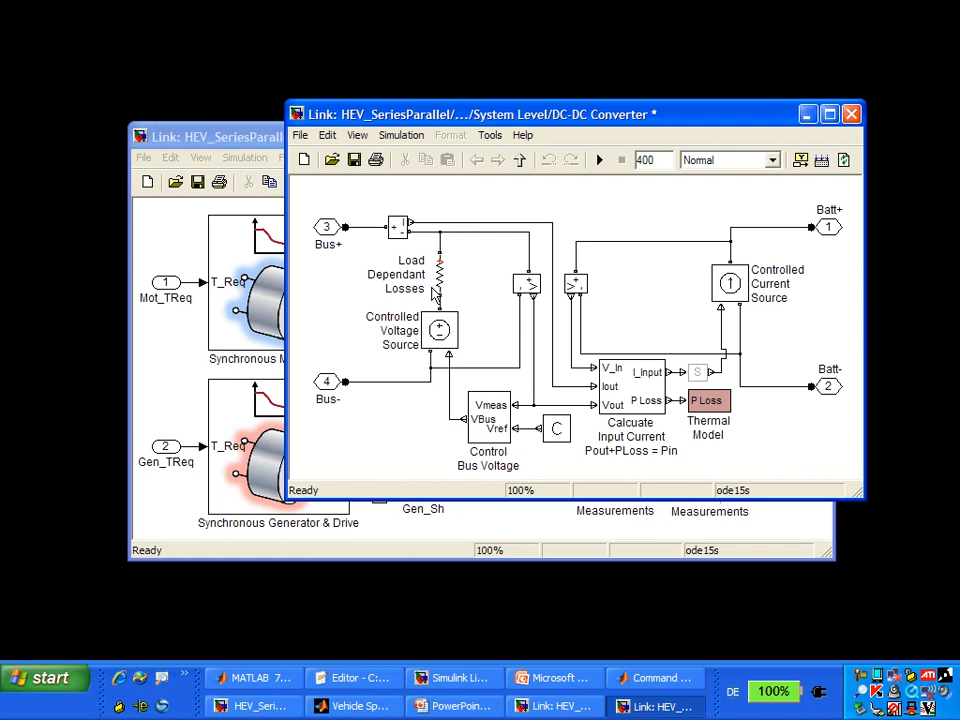 Link: HEV_SeriesParallel/.../System Level/DC-DC Converter *
File Edit View Simulation Format Tools Help
400 Normal
3
Bus+
Load
Dependant
Losses
Controlled
Voltage
Source
4
Bus-
Vmeas
VBus
Vref
Control
Bus Voltage
C
V_In
Iout
Vout
I_Input
P Loss
Calcuate
Input Current
Pout+PLoss = Pin
S
P Loss
Thermal
Model
Controlled
Current
Source
Batt+
1
Batt-
2
Ready 100% ode15s
Link: HEV_SeriesParallel
File Edit View Simulation
1
Mot_TReq
T_Req
Synchronous M
2
Gen_TReq
T_Req
Synchronous Generator & Drive
Gen_Sh
Measurements Measurements
Ready 100% ode15s
start
MATLAB 7... Editor - C:... Simulink Li... Microsoft ... Command ...
HEV_Seri... Vehicle Sp... PowerPoin... Link: HEV_... Link: HEV_...
DE 100%